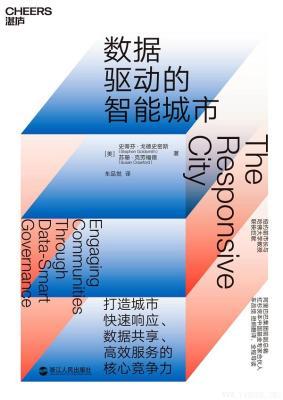 CHEERS
湛庐
数据
驱动的
智能城市
[美]
史蒂芬·戈德史密斯
(Stephen Goldsmith)
苏珊·克劳福德
(Susan Crawford)
著
车品觉 译
The
Responsive
City
Engaging
Communities
Through
Data-Smart
Governance
打造城市
快速响应、
数据共享、
高效服务的
核心竞争力
浙江人民出版社